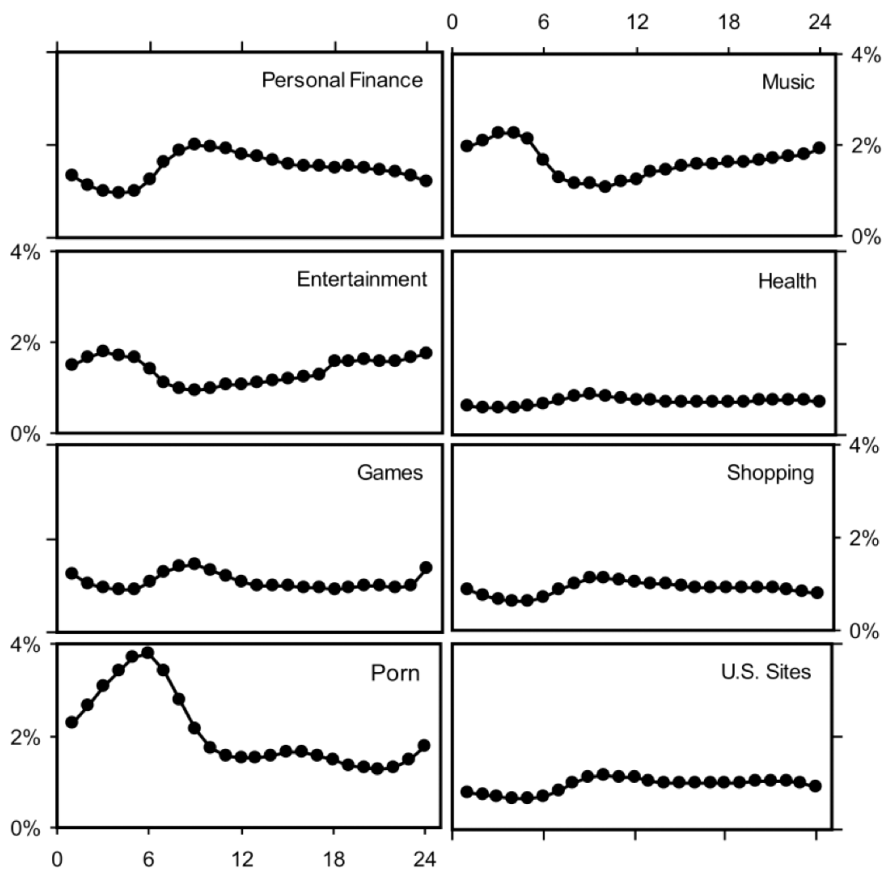 0 6 12 18 24
Personal Finance
Music
4%
2%
0%
Entertainment
4%
2%
0%
Health
Games
Shopping
4%
2%
0%
Porn
4%
2%
0%
U.S. Sites
0 6 12 18 24